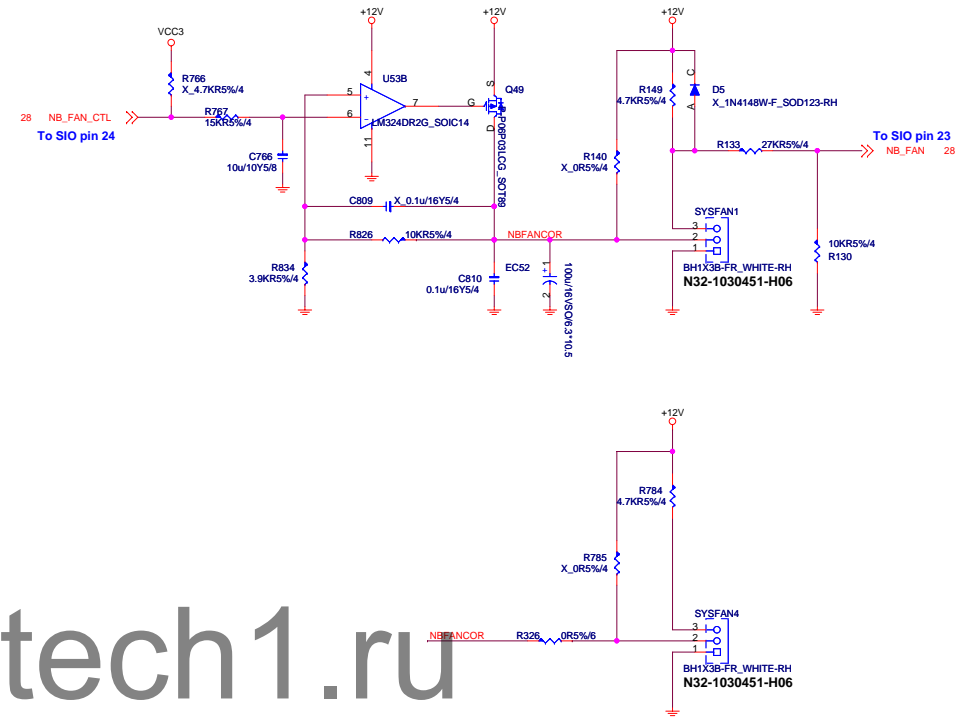 +12V
+12V
+12V
VCC3
R766
X_4.7KR5%/4
4
U53B
S
Q49
R149
4.7KR5%/4
C
D5
X_1N4148W-F_SOD123-RH
A
5
+
7
G
D
28 NB_FAN_CTL
R767
15KR5%/4
6
-
LM324DR2G_SOIC14
P06P03LCG_SOT89
To SIO pin 24
11
C766
10u/10Y5/8
R140
X_0R5%/4
R133
27KR5%/4
To SIO pin 23
NB_FAN 28
C809
X_0.1u/16Y5/4
SYSFAN1
R826
10KR5%/4
NBFANCOR
3
2
1
10KR5%/4
R130
R834
3.9KR5%/4
C810
0.1u/16Y5/4
EC52
+
1
2
100u/16VSO/6.3*10.5
BH1X3B-FR_WHITE-RH
N32-1030451-H06
+12V
R784
4.7KR5%/4
R785
X_0R5%/4
SYSFAN4
NBFANCOR
R326
0R5%/6
3
2
1
BH1X3B-FR_WHITE-RH
N32-1030451-H06
tech1.ru